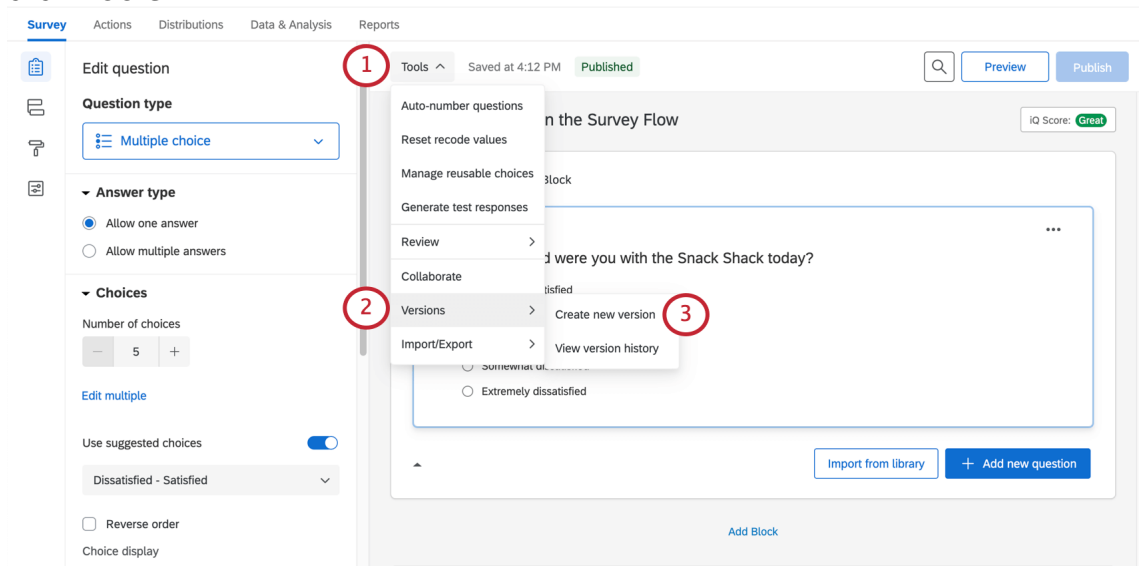 Survey Actions Distributions Data & Analysis Reports
Edit question
Question type
Multiple choice
Answer type
Allow one answer
Allow multiple answers
Choices
Number of choices
5
Edit multiple
Use suggested choices
Dissatisfied - Satisfied
Reverse order
Choice display
1
Tools
Saved at 4:12 PM
Published
Preview
Publish
Auto-number questions
Reset recode values
Manage reusable choices
Generate test responses
Review
Collaborate
2
Versions
Import/Export
Create new version
3
View version history
n the Survey Flow
iQ Score: Great
Block
d were you with the Snack Shack today?
tisfied
Somewhat
Extremely dissatisfied
Import from library
Add new question
Add Block